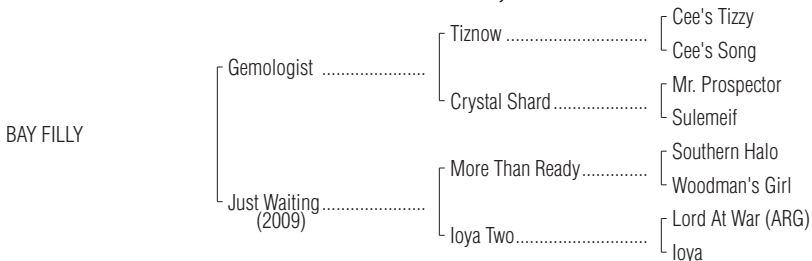 Cee's Tizzy
Tiznow ..............................
Cee's Song
Gemologist ......................
Mr. Prospector
Crystal Shard....................
Sulemeif
BAY FILLY
Southern Halo
More Than Ready..............
Woodman's Girl
Just Waiting......................
(2009)
Lord At War (ARG)
Ioya Two............................
Ioya